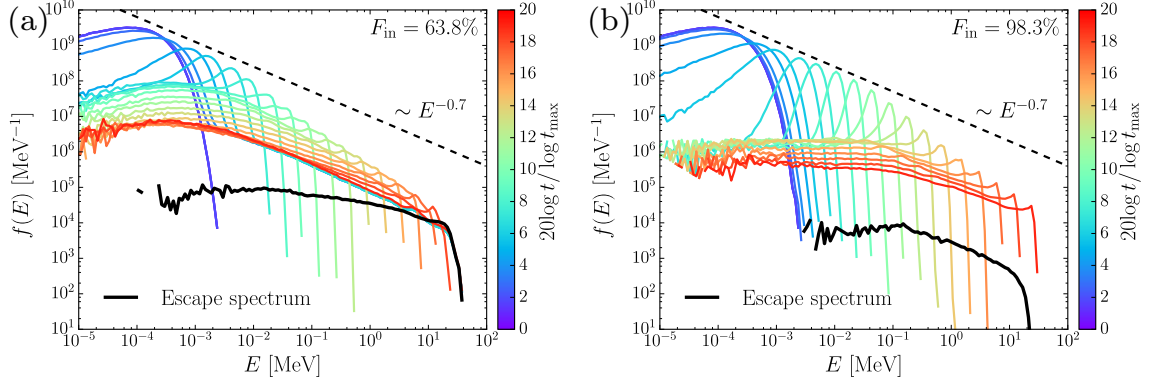 (a)
F_in = 63.8%
~ E^−0.7
Escape spectrum
f(E) [MeV^−1]
10^10
10^9
10^8
10^7
10^6
10^5
10^4
10^3
10^2
10^1
10^−5 10^−4 10^−3 10^−2 10^−1 10^0 10^1 10^2
E [MeV]
20
18
16
14
12
10
8
6
4
2
0
20log t/ log t_max
(b)
F_in = 98.3%
~ E^−0.7
Escape spectrum
f(E) [MeV^−1]
10^10
10^9
10^8
10^7
10^6
10^5
10^4
10^3
10^2
10^1
10^−5 10^−4 10^−3 10^−2 10^−1 10^0 10^1 10^2
E [MeV]
20
18
16
14
12
10
8
6
4
2
0
20log t/ log t_max